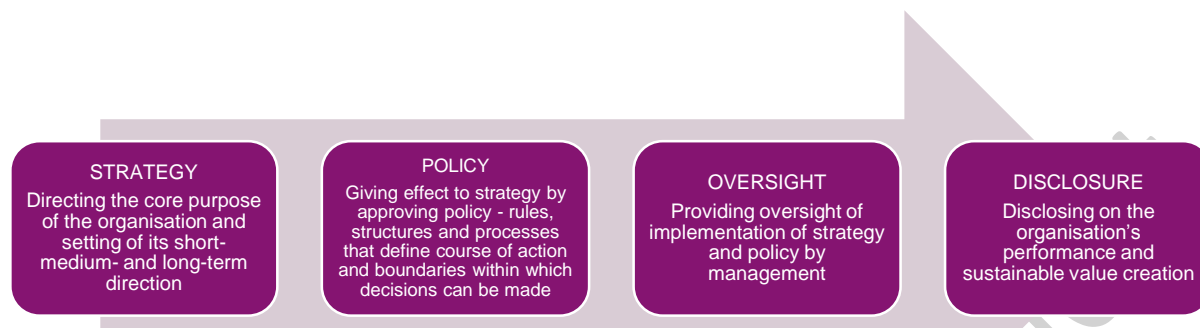 STRATEGY
Directing the core purpose
of the organisation and
setting of its short-
medium- and long-term
direction
POLICY
Giving effect to strategy by
approving policy - rules,
structures and processes
that define course of action
and boundaries within which
decisions can be made
OVERSIGHT
Providing oversight of
implementation of strategy
and policy by
management
DISCLOSURE
Disclosing on the
organisation's
performance and
sustainable value creation